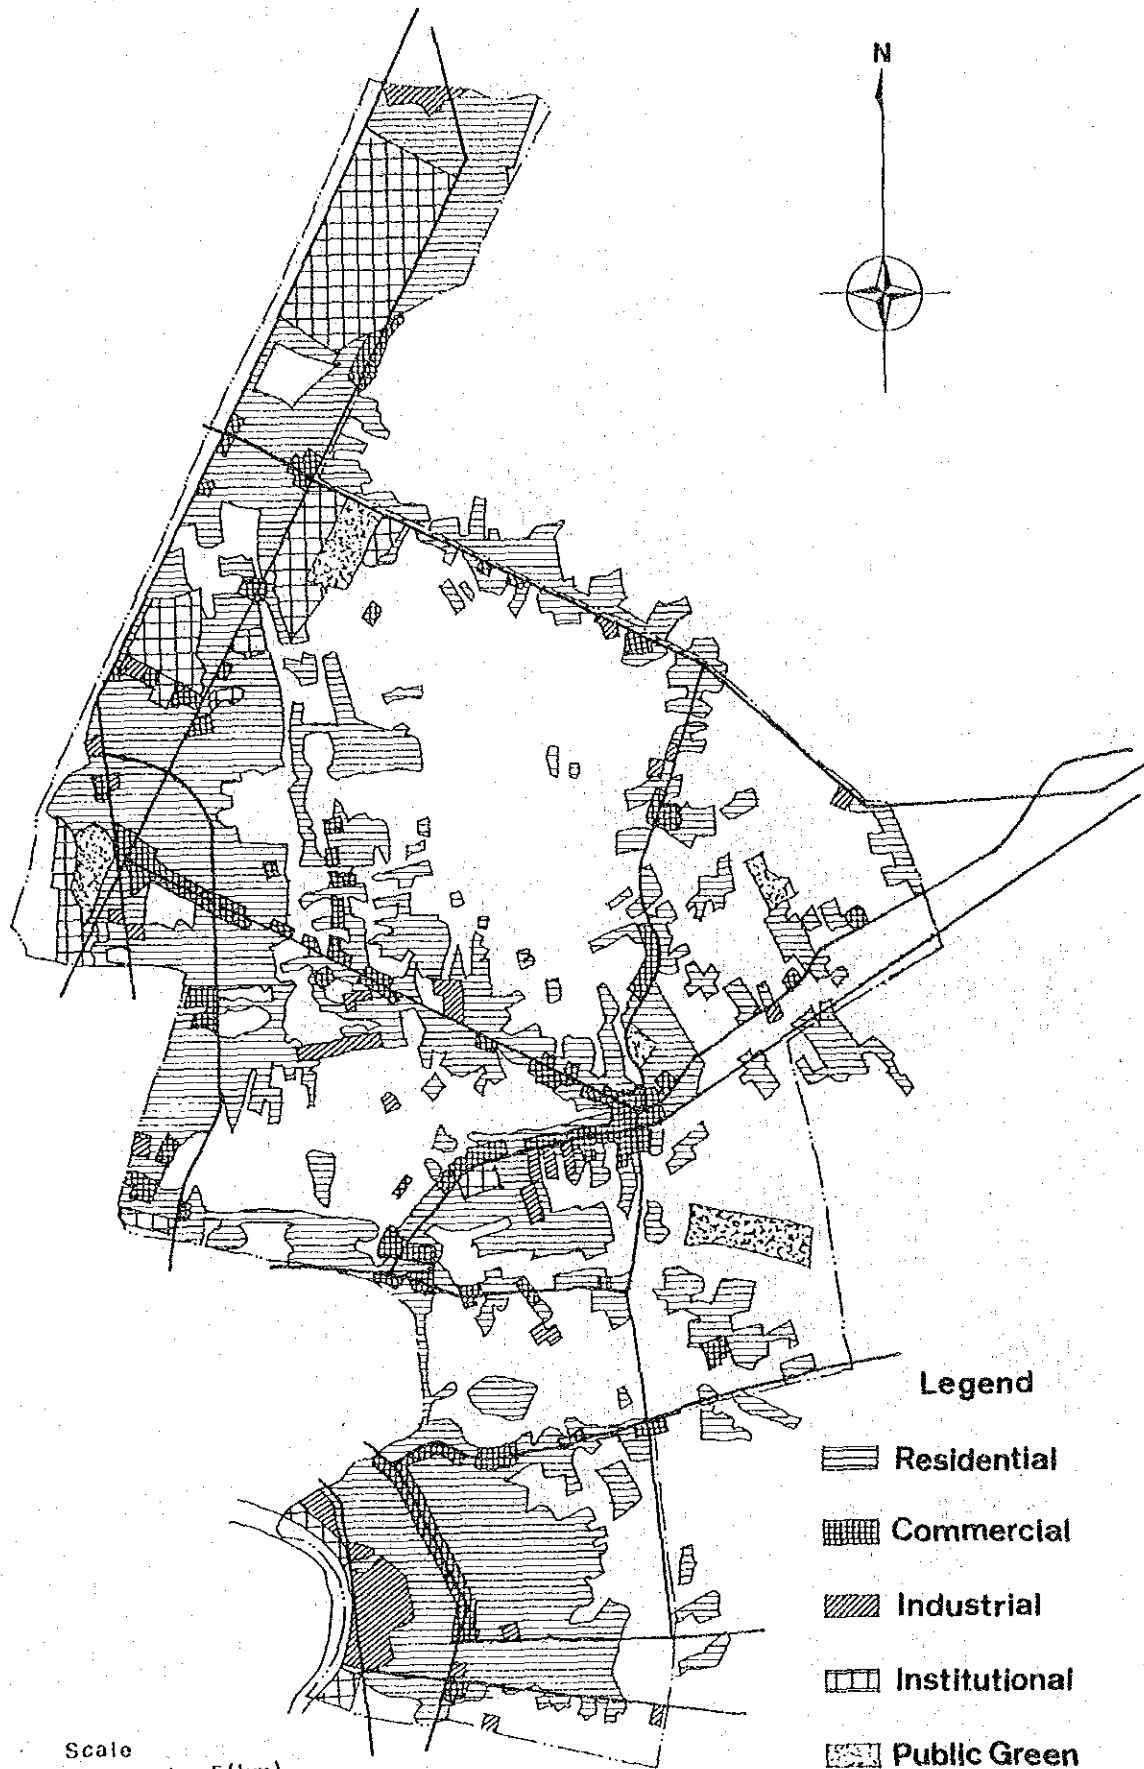 N
Legend
Residential
Commercial
Industrial
Institutional
Public Green
Scale